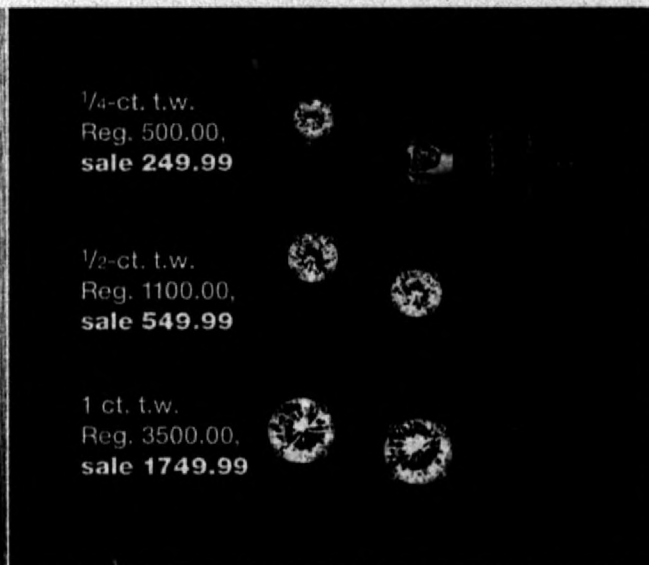 1/4-ct. t.w.
Reg. 500.00,
sale 249.99
1/2-ct. t.w.
Reg. 1100.00,
sale 549.99
1 ct. t.w.
Reg. 3500.00,
sale 1749.99